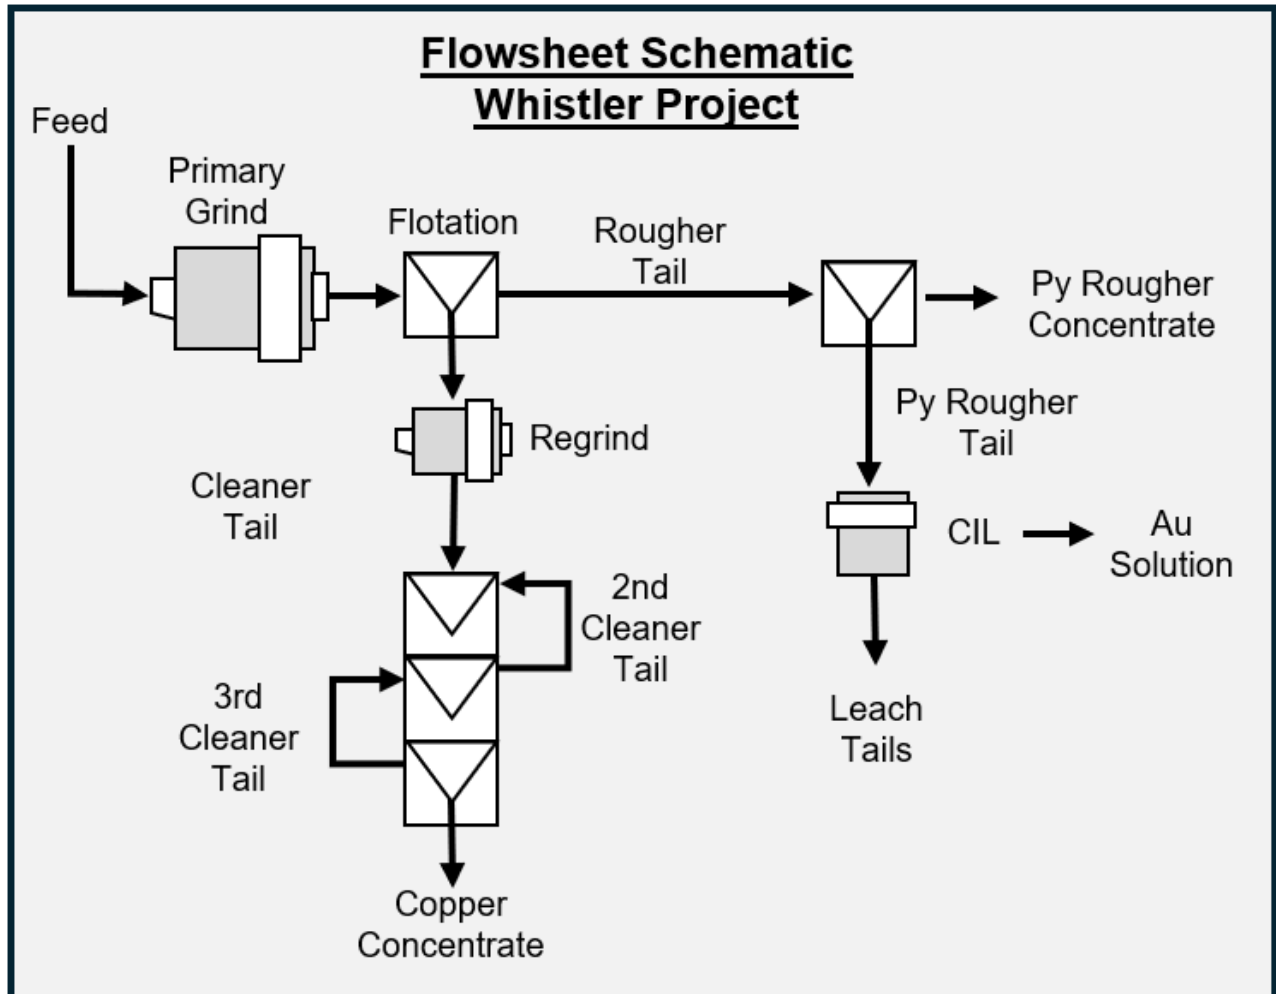 Flowsheet Schematic
Whistler Project
Feed
Primary
Grind
Flotation
Rougher
Tail
Py Rougher
Concentrate
Py Rougher
Tail
Regrind
Cleaner
Tail
CIL
Au
Solution
2nd
Cleaner
Tail
3rd
Cleaner
Tail
Leach
Tails
Copper
Concentrate